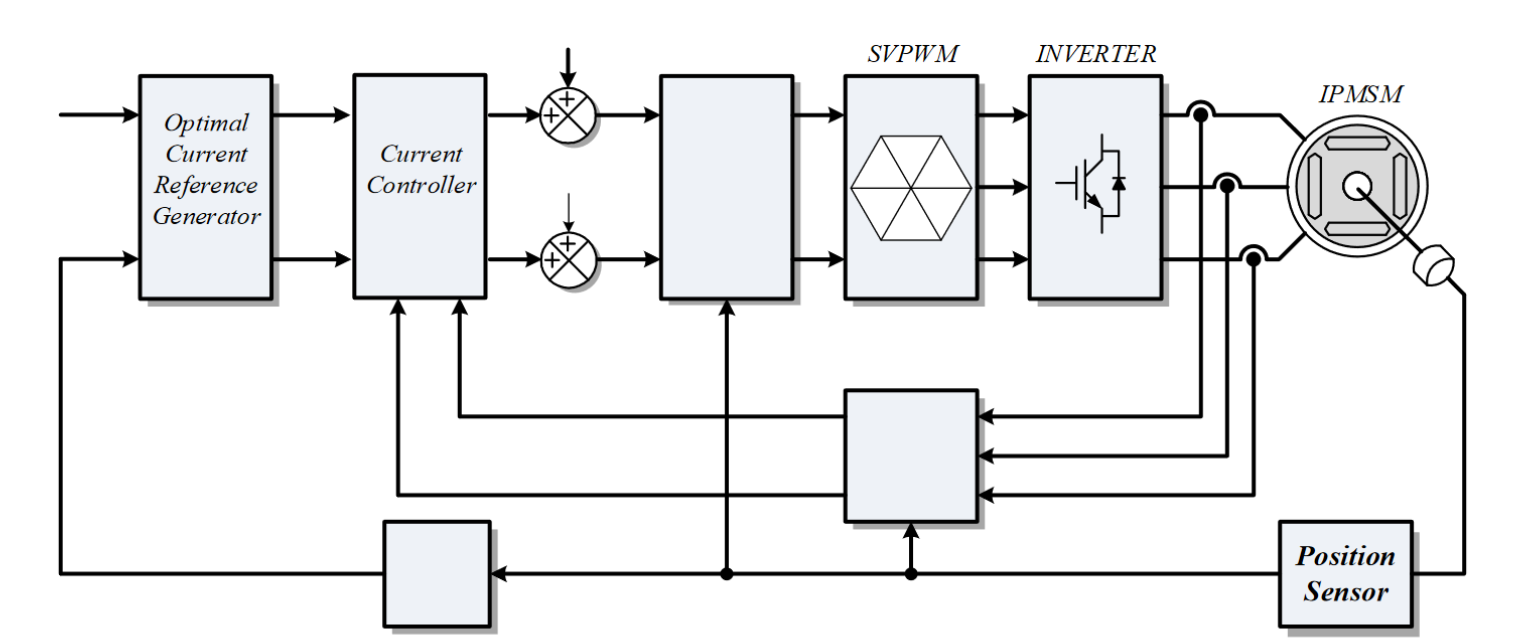 SVPWM
INVERTER
IPMSM
Optimal
Current
Reference
Generator
Current
Controller
+
+
+
+
Position
Sensor